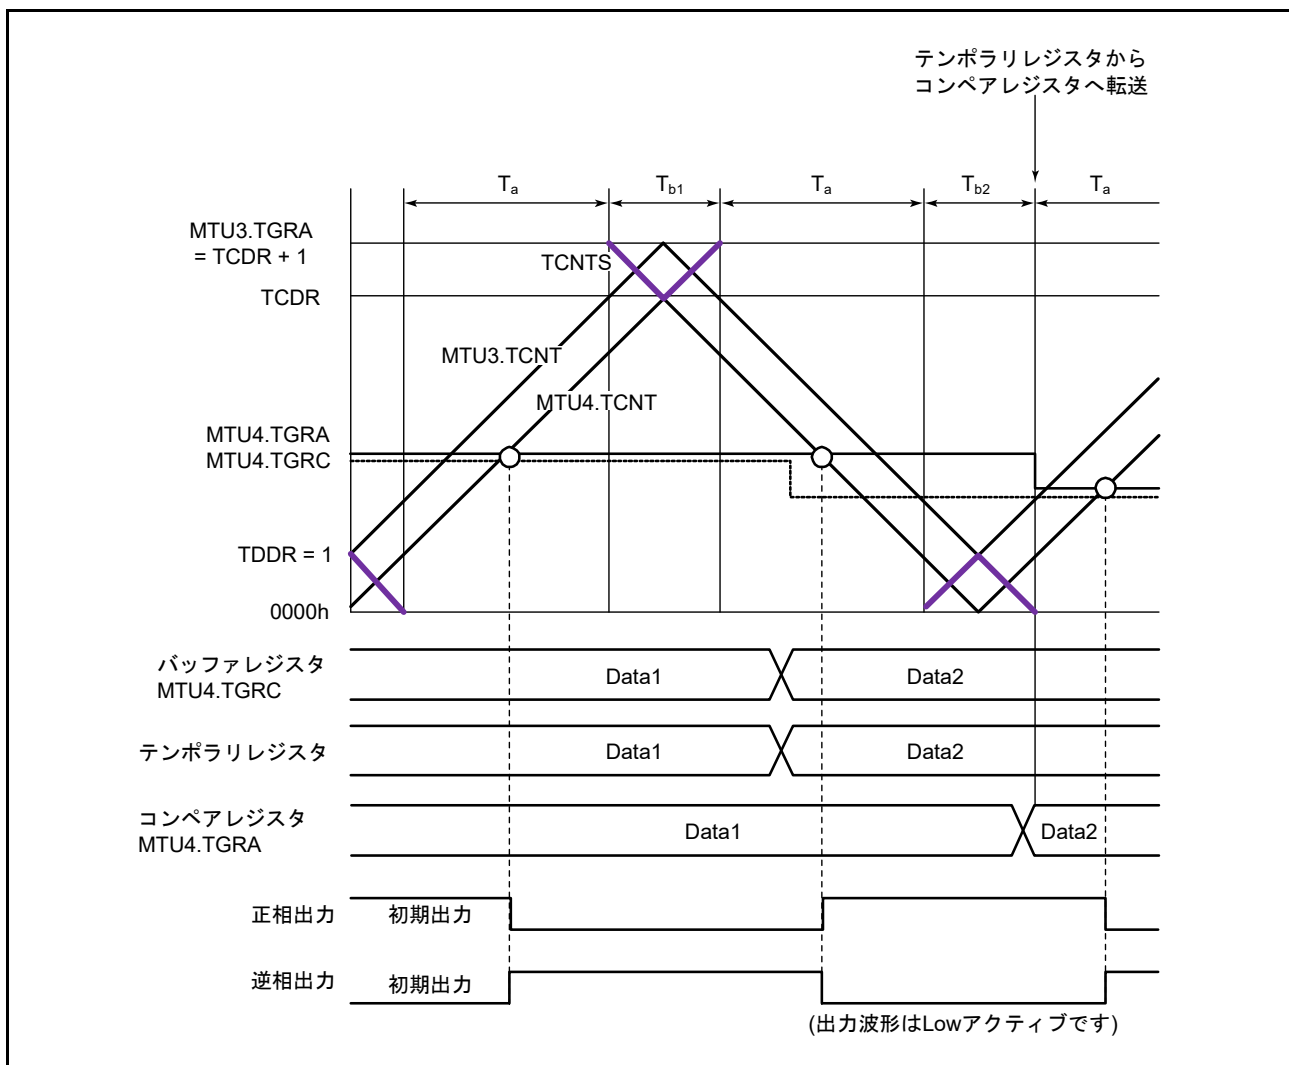 テンポラリレジスタから
コンペアレジスタへ転送
Ta
Tb1
Ta
Tb2
Ta
MTU3.TGRA
= TCDR + 1
TCNTS
TCDR
MTU3.TCNT
MTU4.TCNT
MTU4.TGRA
MTU4.TGRC
TDDR = 1
0000h
バッファレジスタ
MTU4.TGRC
Data1
Data2
テンポラリレジスタ
Data1
Data2
コンペアレジスタ
MTU4.TGRA
Data1
Data2
正相出力
初期出力
逆相出力
初期出力
(出力波形はLowアクティブです)